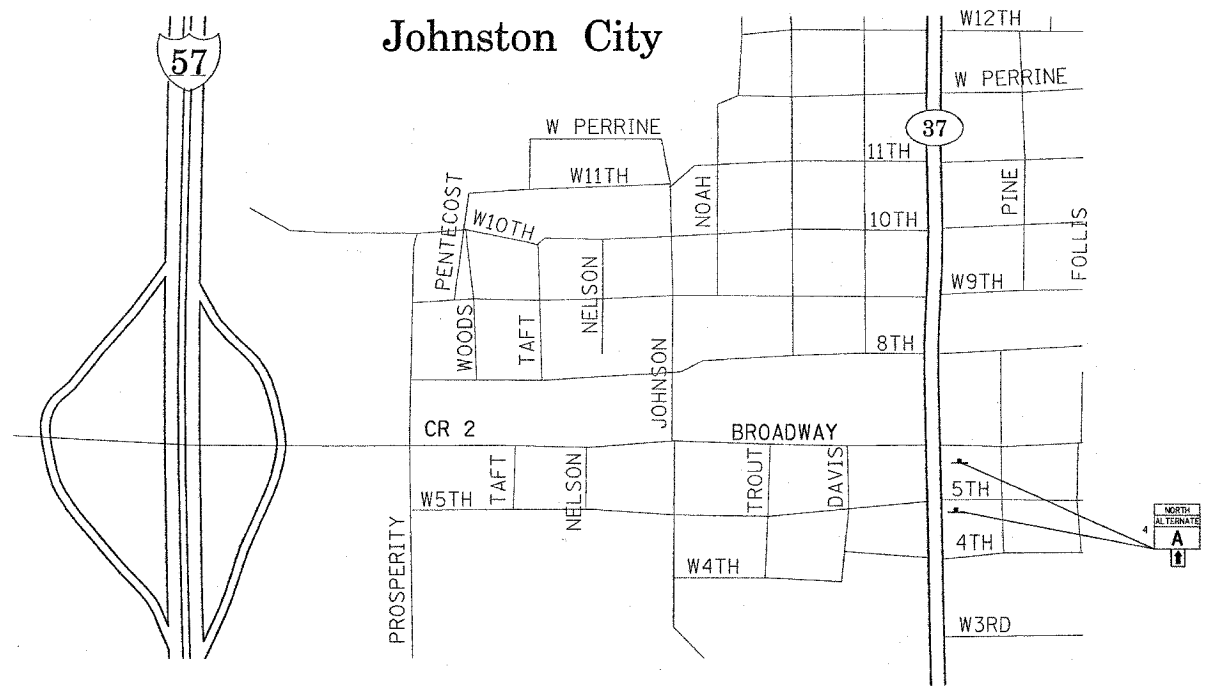 Johnston City
57
W12TH
W PERRINE
37
W PERRINE
11TH
W11TH
PENTECOST
NOAH
PINE
W10TH
10TH
FOLLIS
NELSON
W9TH
WOODS
TAFT
JOHNSON
8TH
CR 2
BROADWAY
TAFT
NELSON
TROUT
DAVIS
W5TH
5TH
NORTH
ALTERNATE
4
A
4TH
W4TH
PROSPERITY
W3RD